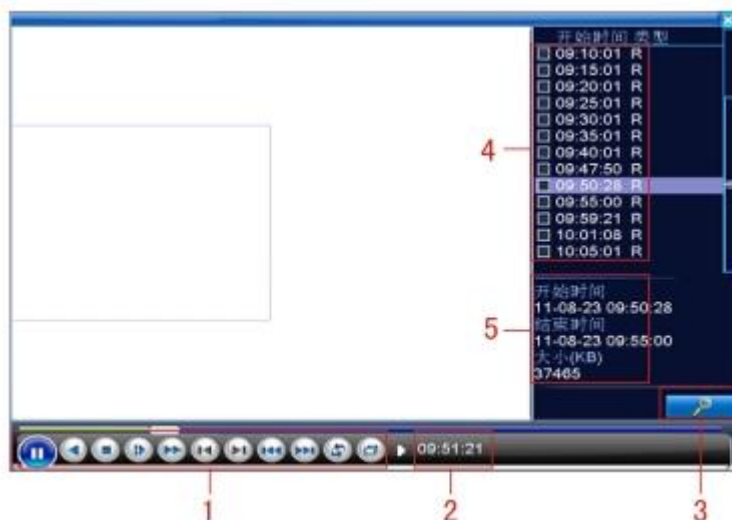 开始时间 类型
09:10:01 R
09:15:01 R
09:20:01 R
09:25:01 R
09:30:01 R
09:35:01 R
09:40:01 R
09:47:50 R
09:50:28 R
09:55:00 R
09:59:21 R
10:01:08 R
10:05:01 R
4
开始时间
11-08-23 09:50:28
结束时间
11-08-23 09:55:00
大小(KB)
37465
5
09:51:21
1
2
3